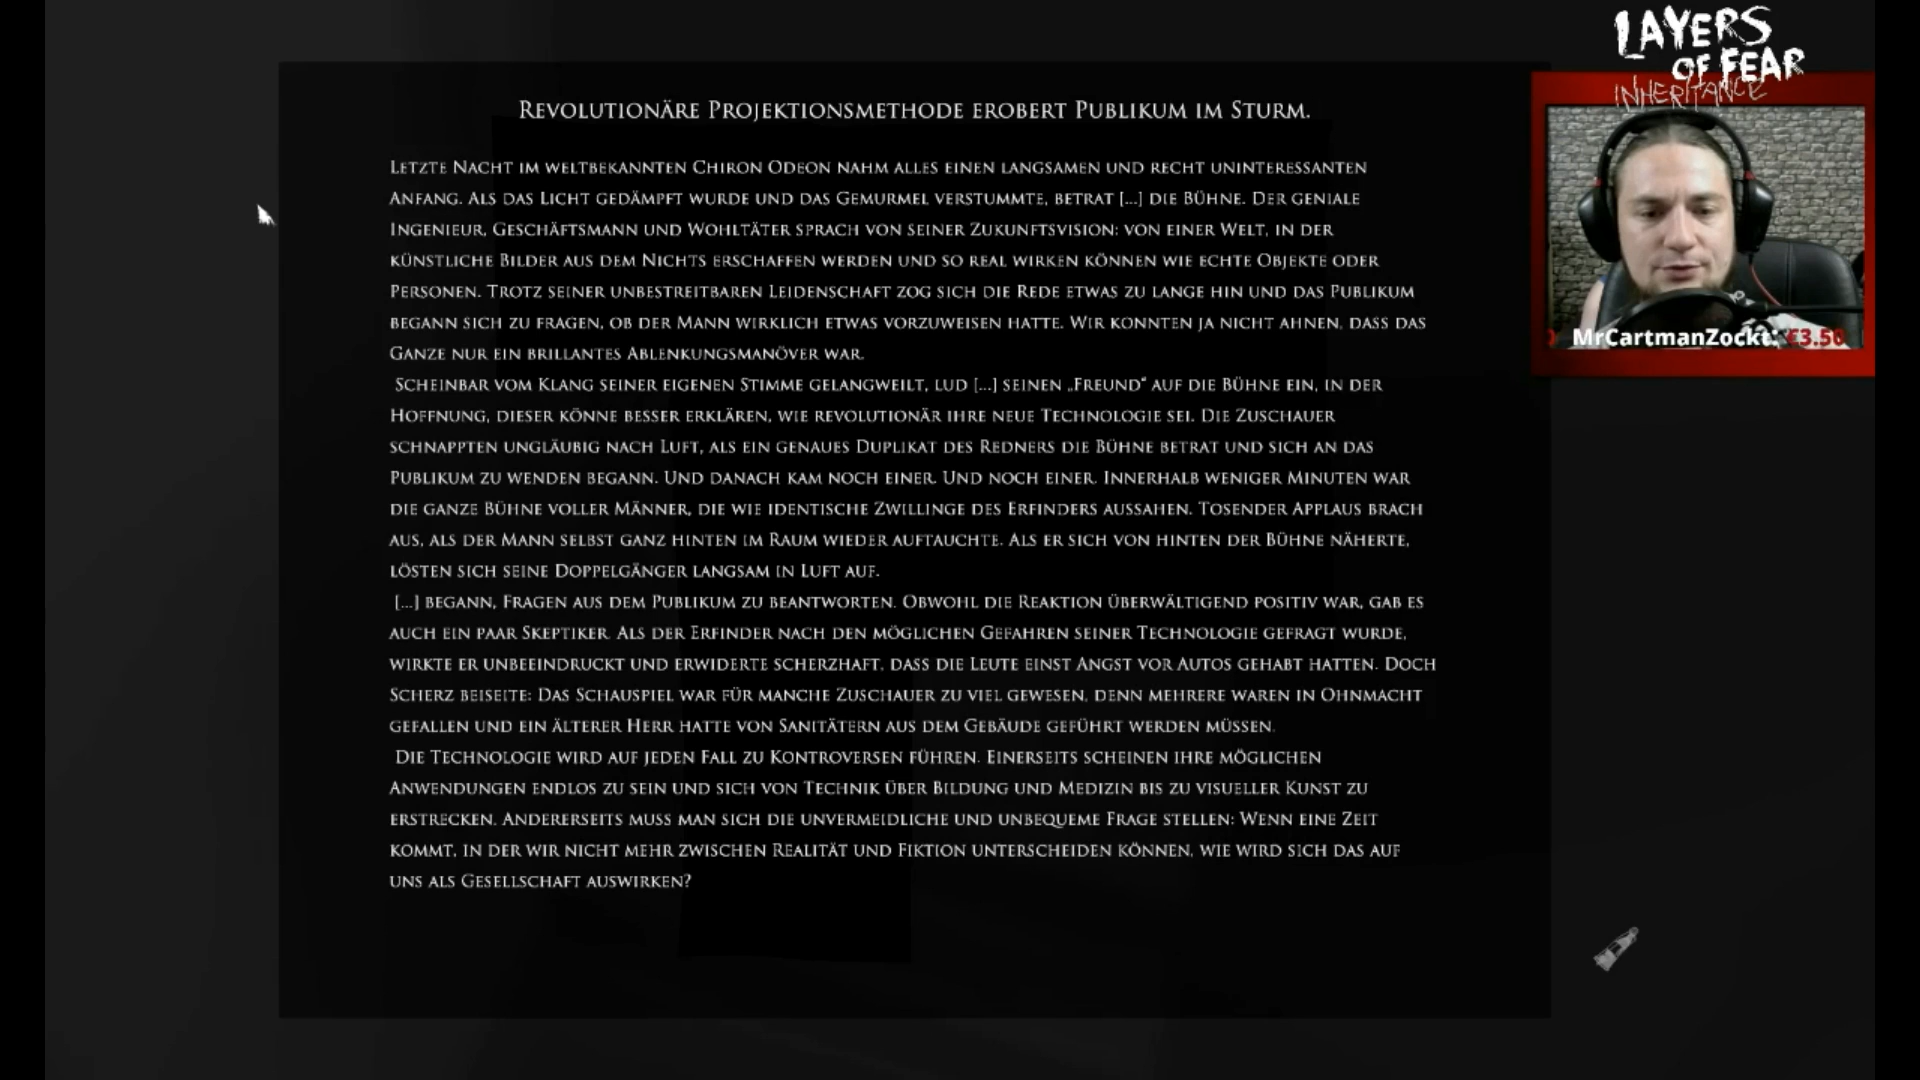 LAYERS
OF FEAR
INHERITANCE
Revolutionäre Projektionsmethode erobert Publikum im Sturm.
Letzte Nacht im weltbekannten Chiron Odeon nahm alles einen langsamen und recht uninteressanten
Anfang. Als das Licht gedämpft wurde und das Gemurmel verstummte, betrat [...] die Bühne. Der geniale
Ingenieur, Geschäftsmann und Wohltäter sprach von seiner Zukunftsvision: von einer Welt, in der
künstliche Bilder aus dem Nichts erschaffen werden und so real wirken können wie echte Objekte oder
Personen. Trotz seiner unbestreitbaren Leidenschaft zog sich die Rede etwas zu lange hin und das Publikum
begann sich zu fragen, ob der Mann wirklich etwas vorzuweisen hatte. Wir konnten ja nicht ahnen, dass das
Ganze nur ein brillantes Ablenkungsmanöver war.
Scheinbar vom Klang seiner eigenen Stimme gelangweilt, lud [...] seinen „Freund“ auf die Bühne ein, in der
Hoffnung, dieser könne besser erklären, wie revolutionär ihre neue Technologie sei. Die Zuschauer
schnappten ungläubig nach Luft, als ein genaues Duplikat des Redners die Bühne betrat und sich an das
Publikum zu wenden begann. Und danach kam noch einer. Und noch einer. Innerhalb weniger Minuten war
die ganze Bühne voller Männer, die wie identische Zwillinge des Erfinders aussahen. Tosender Applaus brach
aus, als der Mann selbst ganz hinten im Raum wieder auftauchte. Als er sich von hinten der Bühne näherte,
lösten sich seine Doppelgänger langsam in Luft auf.
[...] begann, Fragen aus dem Publikum zu beantworten. Obwohl die Reaktion überwältigend positiv war, gab es
auch ein paar Skeptiker. Als der Erfinder nach den möglichen Gefahren seiner Technologie gefragt wurde,
wirkte er unbeeindruckt und erwiderte scherzhaft, dass die Leute einst Angst vor Autos gehabt hatten. Doch
Scherz beiseite: Das Schauspiel war für manche Zuschauer zu viel gewesen, denn mehrere waren in Ohnmacht
gefallen und ein älterer Herr hatte von Sanitätern aus dem Gebäude geführt werden müssen.
Die Technologie wird auf jeden Fall zu Kontroversen führen. Einerseits scheinen ihre möglichen
Anwendungen endlos zu sein und sich von Technik über Bildung und Medizin bis zu visueller Kunst zu
erstrecken. Andererseits muss man sich die unvermeidliche und unbequeme Frage stellen: Wenn eine Zeit
kommt, in der wir nicht mehr zwischen Realität und Fiktion unterscheiden können, wie wird sich das auf
uns als Gesellschaft auswirken?
MrCartmanZockt: €3.50